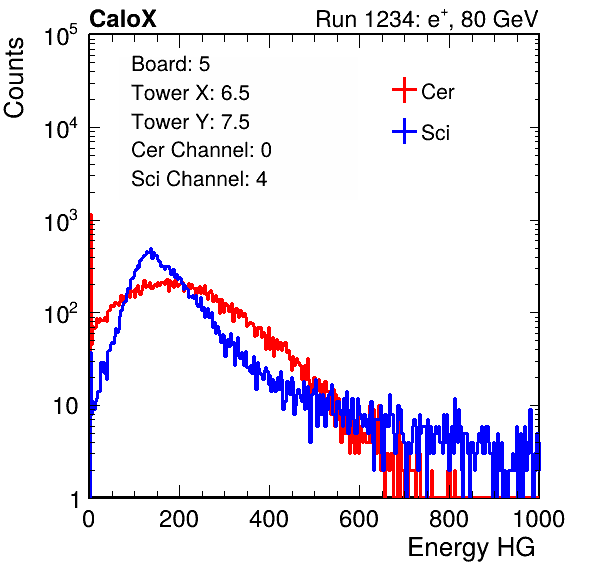 CaloX Run 1234: e⁺, 80 GeV
Counts
10⁵
10⁴
10³
10²
10
1
Board: 5
Tower X: 6.5
Tower Y: 7.5
Cer Channel: 0
Sci Channel: 4
Cer
Sci
0 200 400 600 800 1000
Energy HG